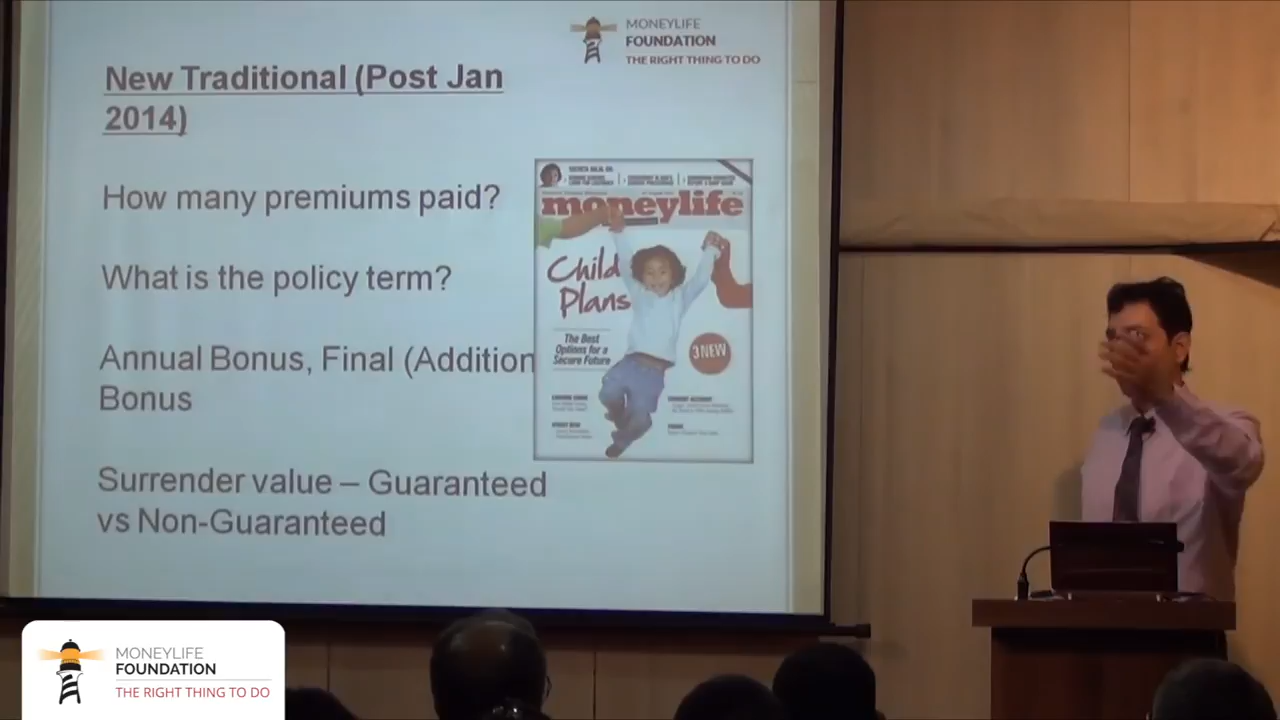 MONEYLIFE
FOUNDATION
THE RIGHT THING TO DO
New Traditional (Post Jan
2014)
How many premiums paid?
What is the policy term?
Annual Bonus, Final (Addition
Bonus
Surrender value – Guaranteed
vs Non-Guaranteed
moneylife
Child
Plans
The Best
Options for a
Secure Future
3 NEW
MONEYLIFE
FOUNDATION
THE RIGHT THING TO DO